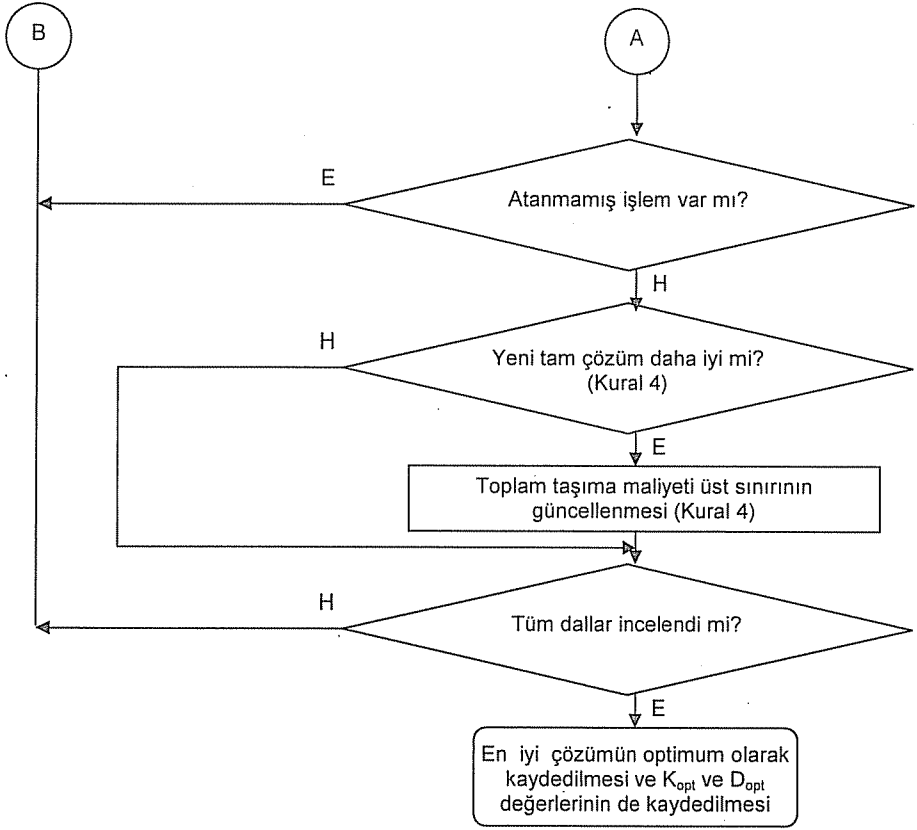 B
A
E
Atanmamış işlem var mı?
H
H
Yeni tam çözüm daha iyi mi?
(Kural 4)
E
Toplam taşıma maliyeti üst sınırının
güncellenmesi (Kural 4)
H
Tüm dallar incelendi mi?
E
En iyi çözümün optimum olarak
kaydedilmesi ve Kopt ve Dopt
değerlerinin de kaydedilmesi